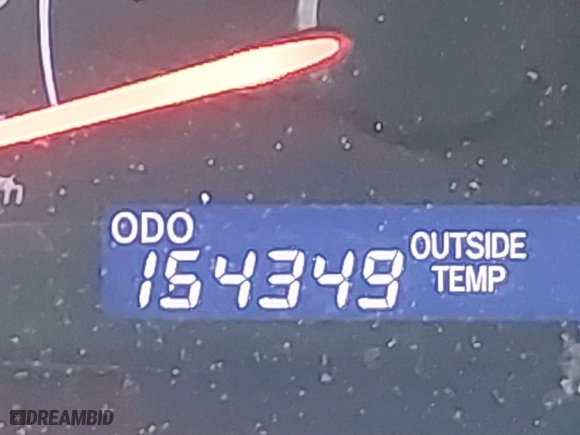 ODO
154349
OUTSIDE
TEMP
DREAMBID